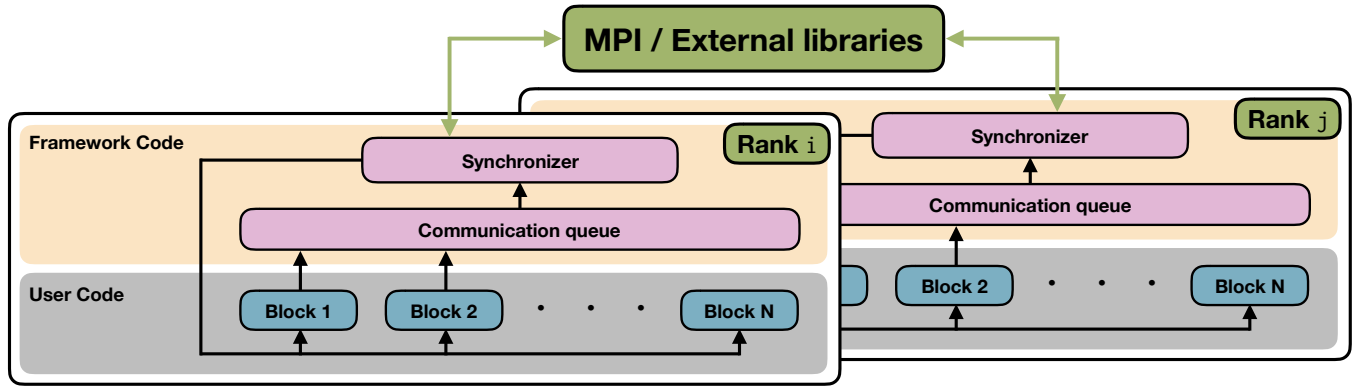 MPI / External libraries
Framework Code
Rank i
Synchronizer
Communication queue
User Code
Block 1
Block 2
· · ·
Block N
Rank j
Synchronizer
Communication queue
Block 2
· · ·
Block N